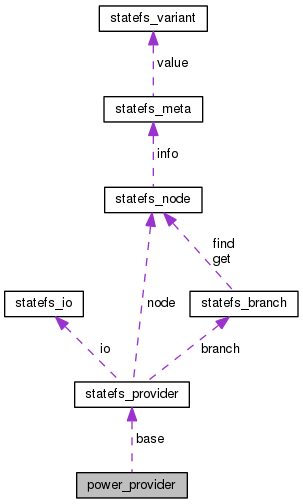 statefs_variant
value
statefs_meta
info
statefs_node
find
get
statefs_io
node
statefs_branch
io
branch
statefs_provider
base
power_provider